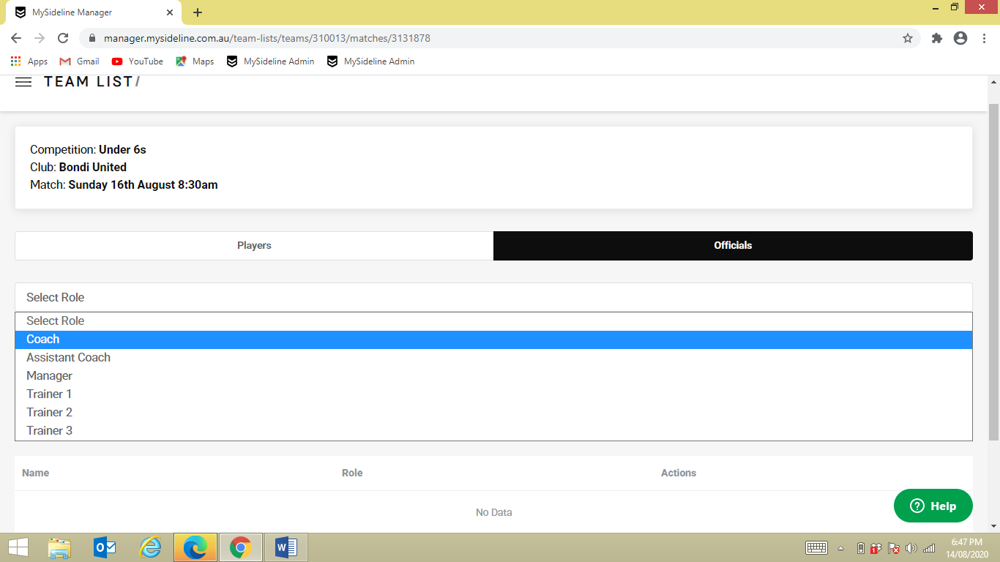 MySideline Manager
manager.mysideline.com.au/team-lists/teams/310013/matches/3131878
Apps Gmail YouTube Maps MySideline Admin MySideline Admin
TEAM LIST/
Competition: Under 6s
Club: Bondi United
Match: Sunday 16th August 8:30am
Players Officials
Select Role
Select Role
Coach
Assistant Coach
Manager
Trainer 1
Trainer 2
Trainer 3
Name Role Actions
No Data
? Help
6:47 PM
14/08/2020